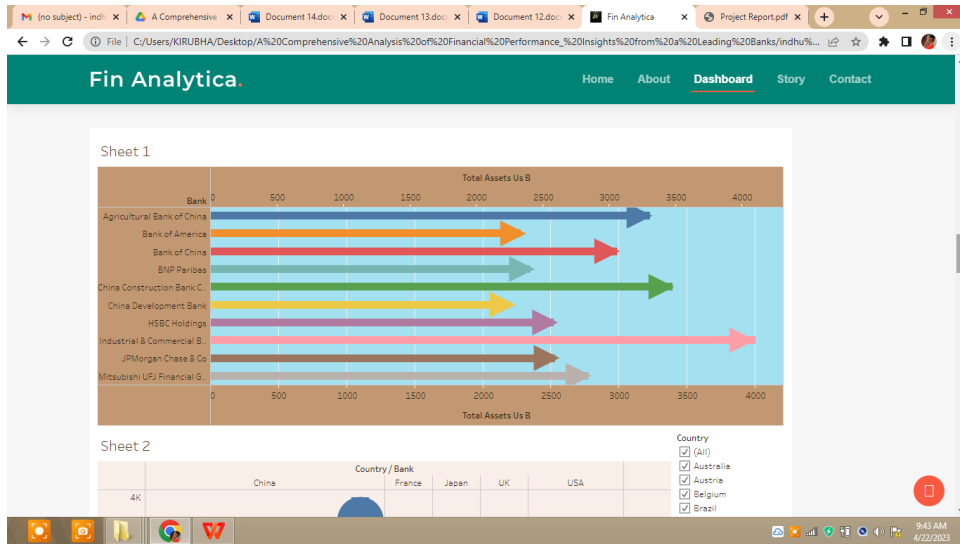 (no subject) - indh
A Comprehensive
Document 14.doc
Document 13.doc
Document 12.doc
Fin Analytica
Project Report.pdf
File | C:/Users/KIRUBHA/Desktop/A%20Comprehensive%20Analysis%20of%20Financial%20Performance_%20Insights%20from%20a%20Leading%20Banks/indhu%...
Fin Analytica.
Home About Dashboard Story Contact
Sheet 1
Total Assets Us B
Bank 0 500 1000 1500 2000 2500 3000 3500 4000
Agricultural Bank of China
Bank of America
Bank of China
BNP Paribas
China Construction Bank C..
China Development Bank
HSBC Holdings
Industrial & Commercial B..
JPMorgan Chase & Co
Mitsubishi UFJ Financial G..
0 500 1000 1500 2000 2500 3000 3500 4000
Total Assets Us B
Sheet 2
Country / Bank
China France Japan UK USA
4K
Country
(All)
Australia
Austria
Belgium
Brazil
9:43 AM
4/22/2023